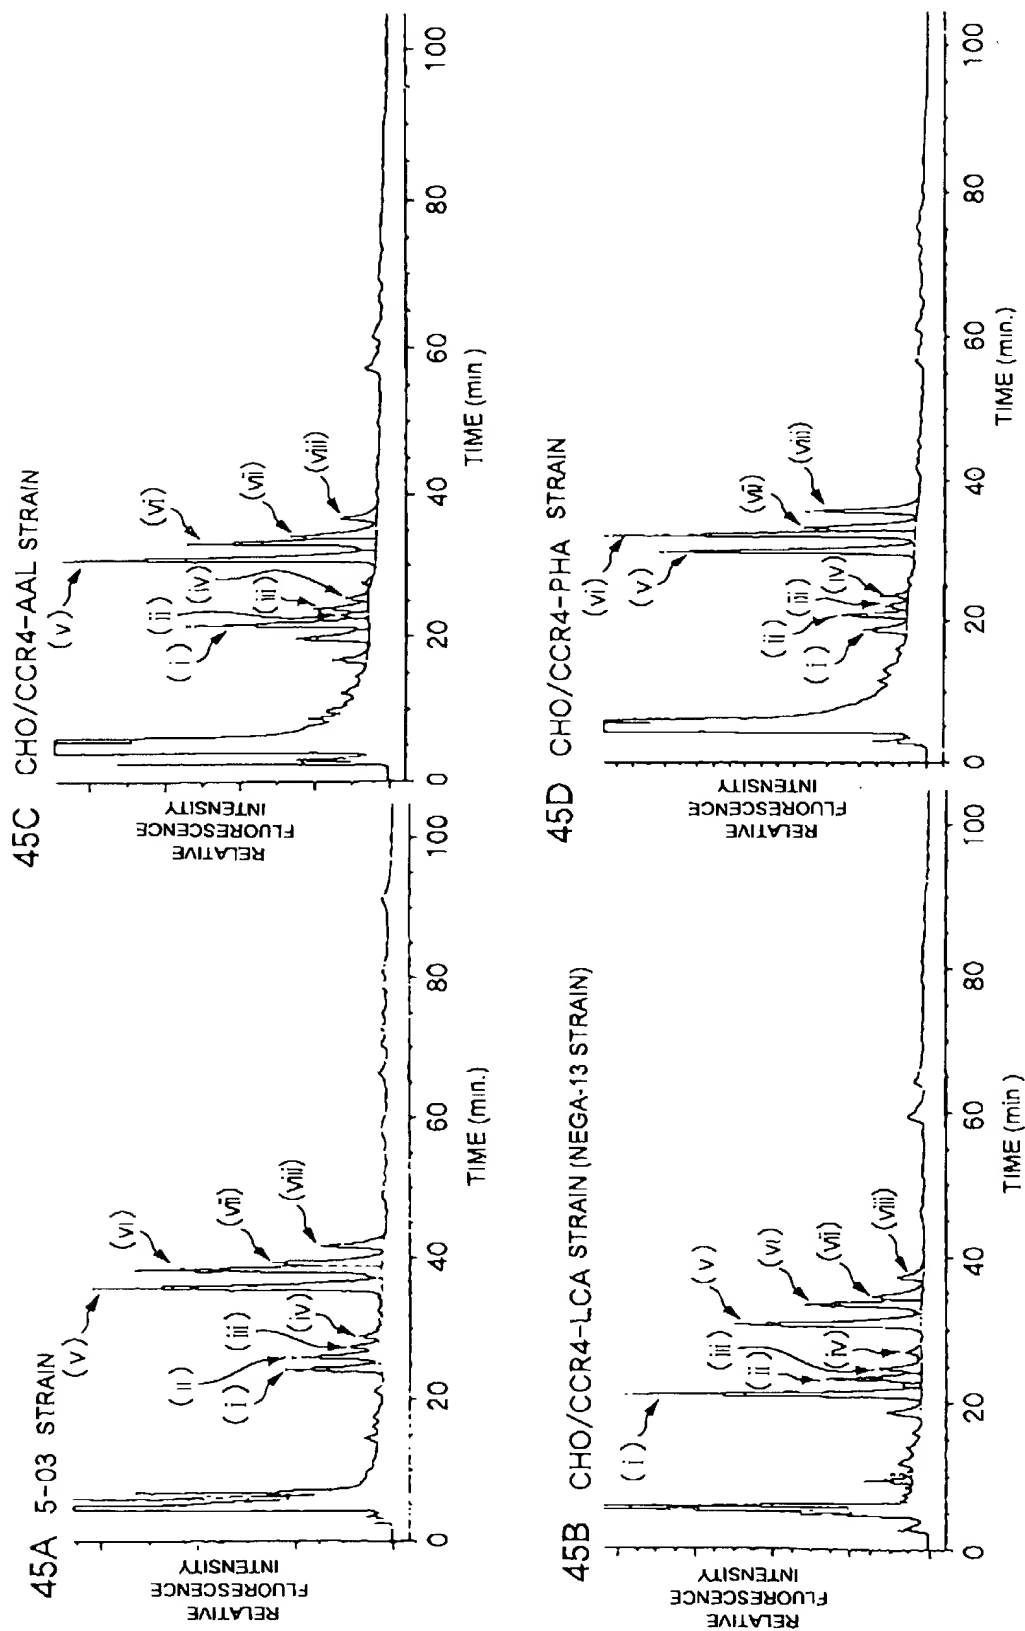 45A 5-03 STRAIN
RELATIVE
FLUORESCENCE
INTENSITY
(i)
(ii)
(iii)
(iv)
(v)
(vi)
(vii)
(viii)
0 20 40 60 80 100
TIME (min.)
45B CHO/CCR4-LCA STRAIN (NEGA-13 STRAIN)
RELATIVE
FLUORESCENCE
INTENSITY
(i)
(ii)
(iii)
(iv)
(v)
(vi)
(vii)
(viii)
0 20 40 60 80 100
TIME (min)
45C CHO/CCR4-AAL STRAIN
RELATIVE
FLUORESCENCE
INTENSITY
(i)
(ii)
(iii)
(iv)
(v)
(vi)
(vii)
(viii)
0 20 40 60 80 100
TIME (min)
45D CHO/CCR4-PHA STRAIN
RELATIVE
FLUORESCENCE
INTENSITY
(i)
(ii)
(iii)
(iv)
(v)
(vi)
(vii)
(viii)
0 20 40 60 80 100
TIME (min.)